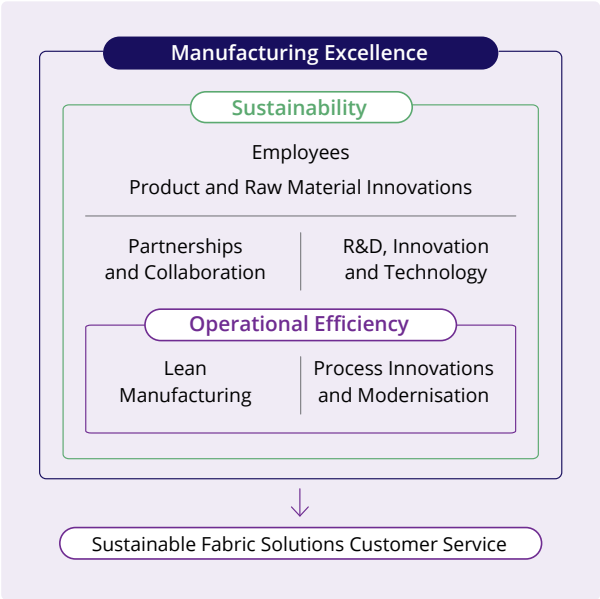 Manufacturing Excellence
Sustainability
Employees
Product and Raw Material Innovations
Partnerships
and Collaboration
R&D, Innovation
and Technology
Operational Efficiency
Lean
Manufacturing
Process Innovations
and Modernisation
Sustainable Fabric Solutions Customer Service